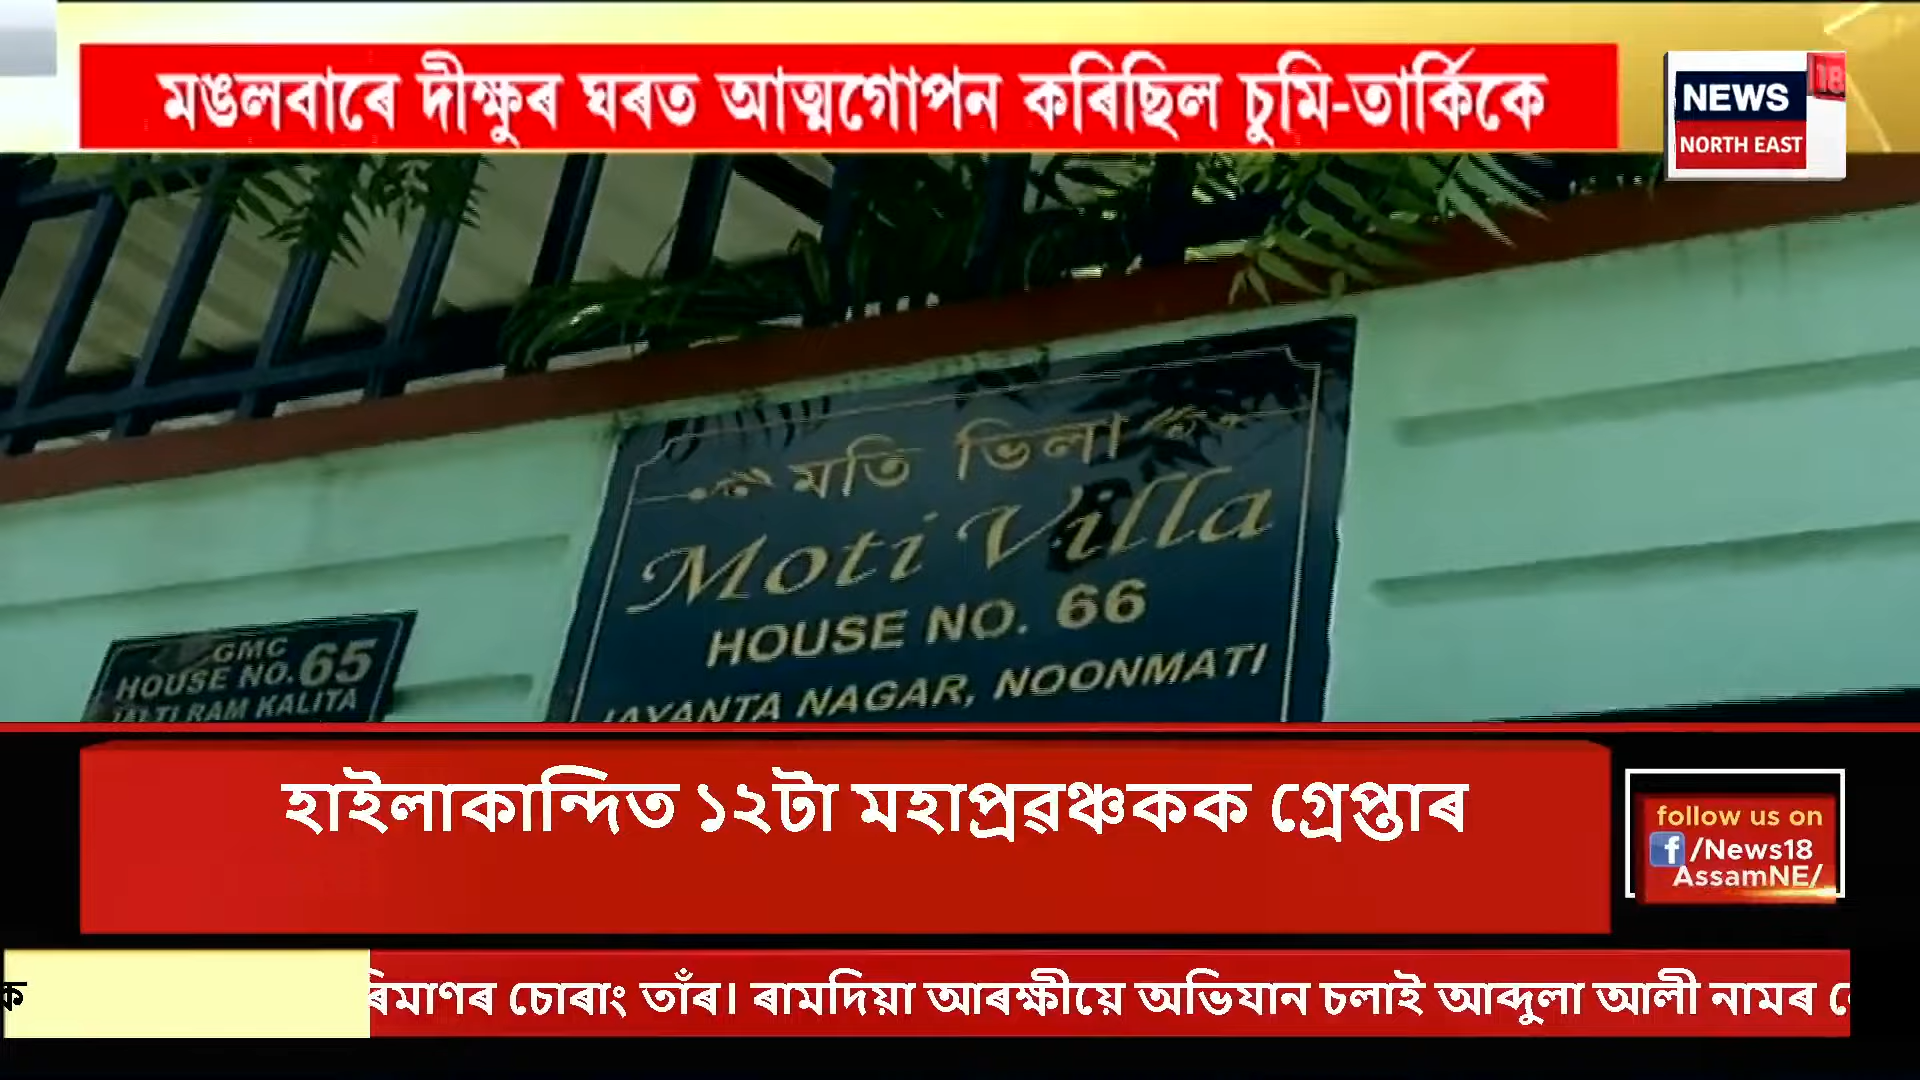 মঙলবাৰে দীক্ষুৰ ঘৰত আত্মগোপন কৰিছিল চুমি-তাৰ্কিকে
NEWS 18
NORTH EAST
মতি ভিলা
Moti Villa
HOUSE NO. 66
JAYANTA NAGAR, NOONMATI
GMC
HOUSE NO. 65
RAM KALITA
হাইলাকান্দিত ১২টা মহাপ্ৰৱঞ্চকক গ্ৰেপ্তাৰ
follow us on
/News18
AssamNE/
ক
ৰিমাণৰ চোৰাং তাঁৰ। ৰামদিয়া আৰক্ষীয়ে অভিযান চলাই আব্দুলা আলী নামৰ